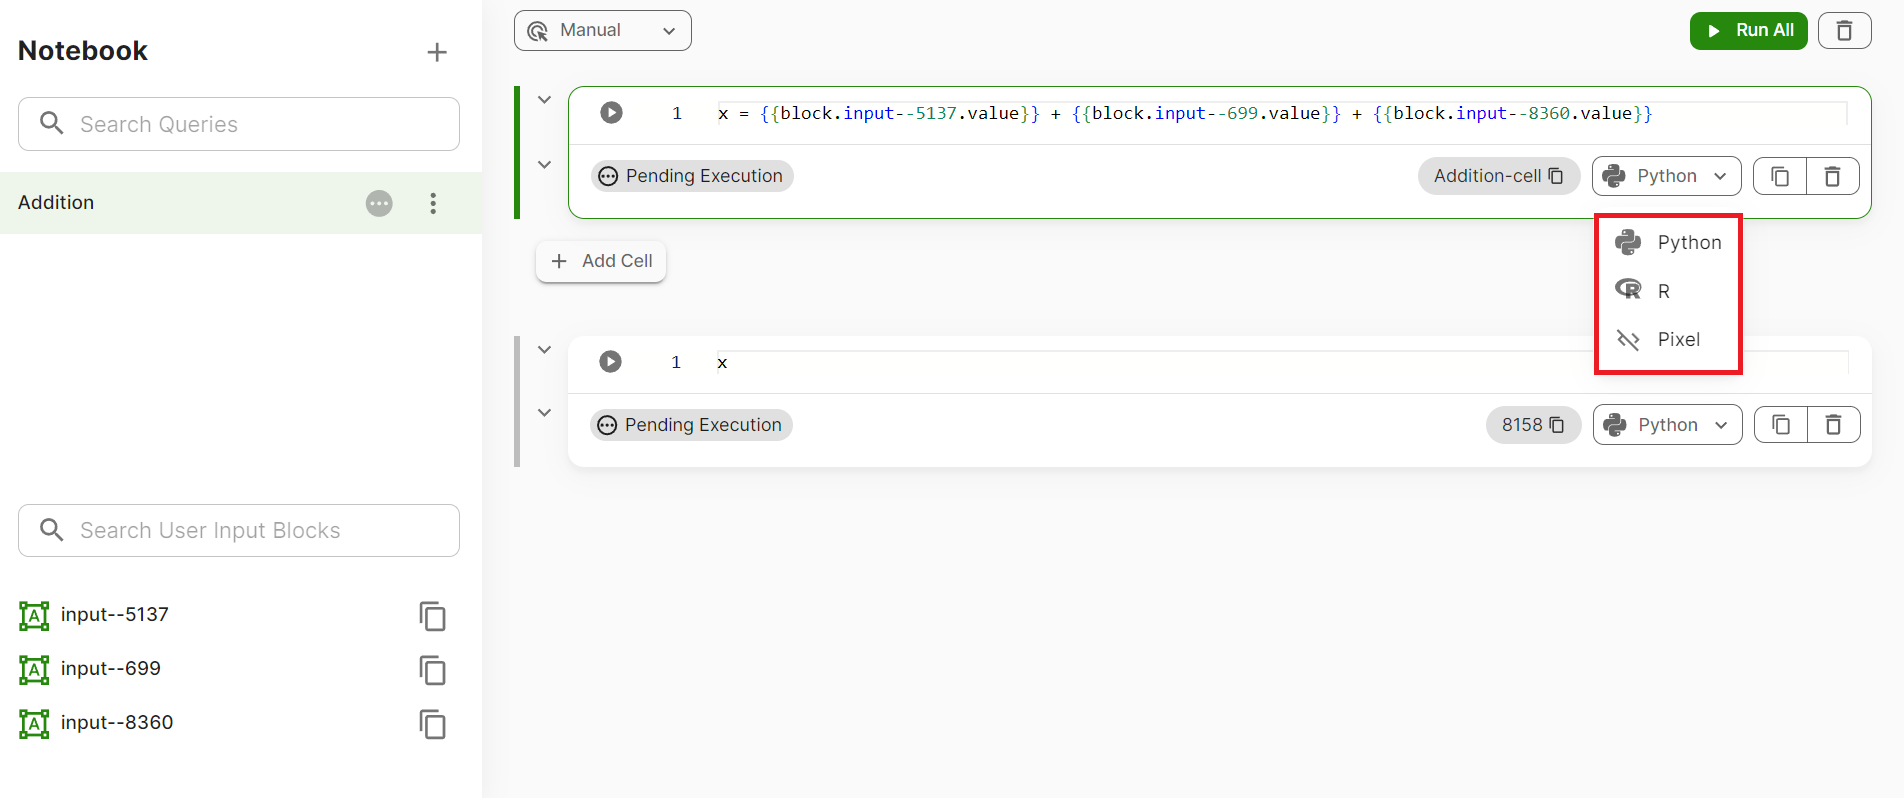 Notebook
Search Queries
Addition
Search User Input Blocks
input--5137
input--699
input--8360
Manual
Run All
1 x = {{block.input--5137.value}} + {{block.input--699.value}} + {{block.input--8360.value}}
Pending Execution Addition-cell Python
Python
R
Pixel
Add Cell
1 x
Pending Execution 8158 Python